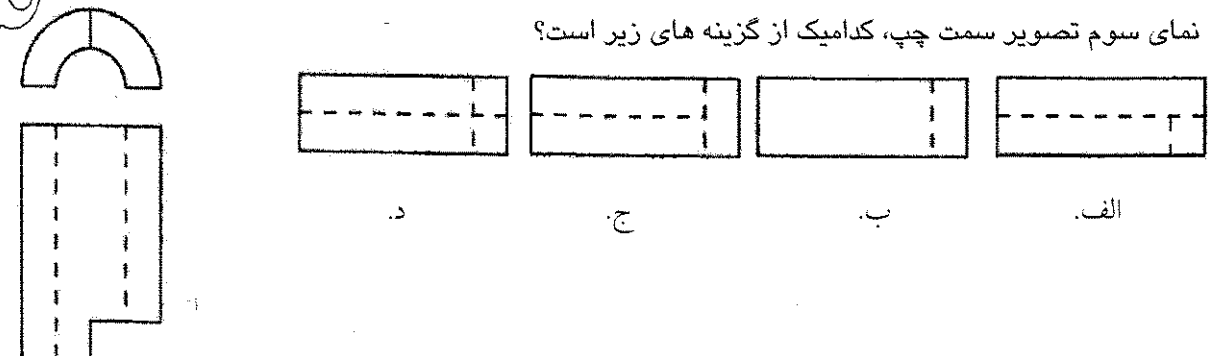 نمای سوم تصویر سمت چپ، کدامیک از گزینه های زیر است؟
الف.
ب.
ج.
د.